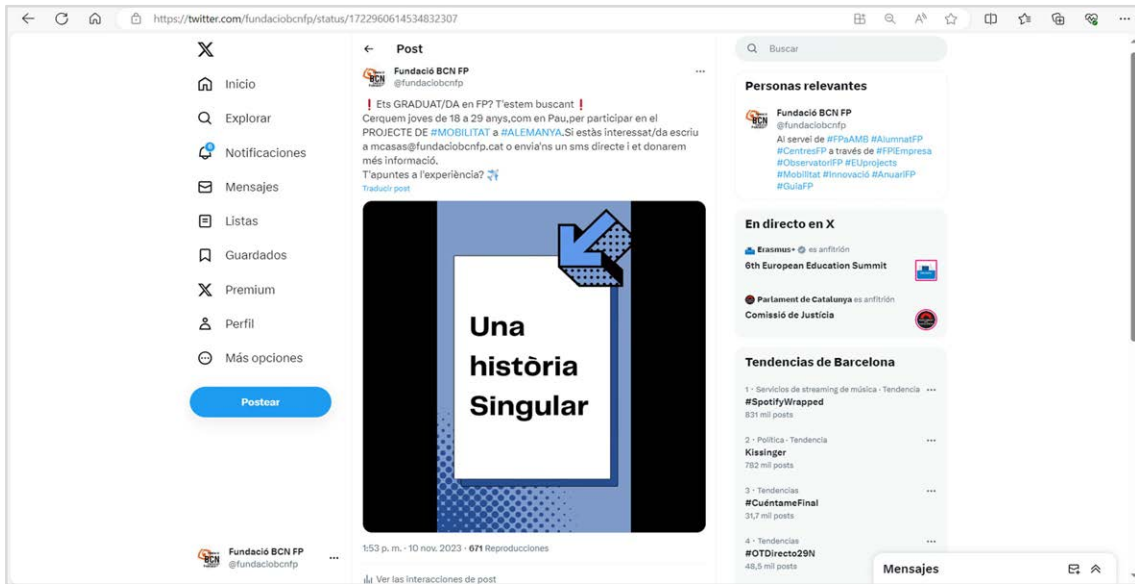 https://twitter.com/fundaciobcnfp/status/1722960614534832307
X
Inicio
Explorar
Notificaciones
Mensajes
Listas
Guardados
Premium
Perfil
Más opciones
Postear
Fundació BCN FP
@fundaciobcnfp
Post
Fundació BCN FP
@fundaciobcnfp
❗ Ets GRADUAT/DA en FP? T'estem buscant ❗
Cerquem joves de 18 a 29 anys,com en Pau,per participar en el
PROJECTE DE #MOBILITAT a #ALEMANYA.Si estàs interessat/da escriu
a mcasas@fundaciobcnfp.cat o envia'ns un sms directe i et donarem
més informació.
T'apuntes a l'experiència? ✈️
Traducir post
Una
història
Singular
1:53 p. m. · 10 nov. 2023 · 671 Reproducciones
Ver las interacciones de post
Buscar
Personas relevantes
Fundació BCN FP
@fundaciobcnfp
Al servei de #FPaAMB #AlumnatFP
#CentresFP a través de #FPiEmpresa
#ObservatoriFP #EUprojects
#Mobilitat #Innovació #AnuariFP
#GuiaFP
En directo en X
Erasmus+ es anfitrión
6th European Education Summit
Parlament de Catalunya es anfitrión
Comissió de Justícia
Tendencias de Barcelona
1 · Servicios de streaming de música · Tendencia
#SpotifyWrapped
831 mil posts
2 · Política · Tendencia
Kissinger
782 mil posts
3 · Tendencias
#CuéntameFinal
31,7 mil posts
4 · Tendencias
#OTDirecto29N
48,5 mil posts
Mensajes